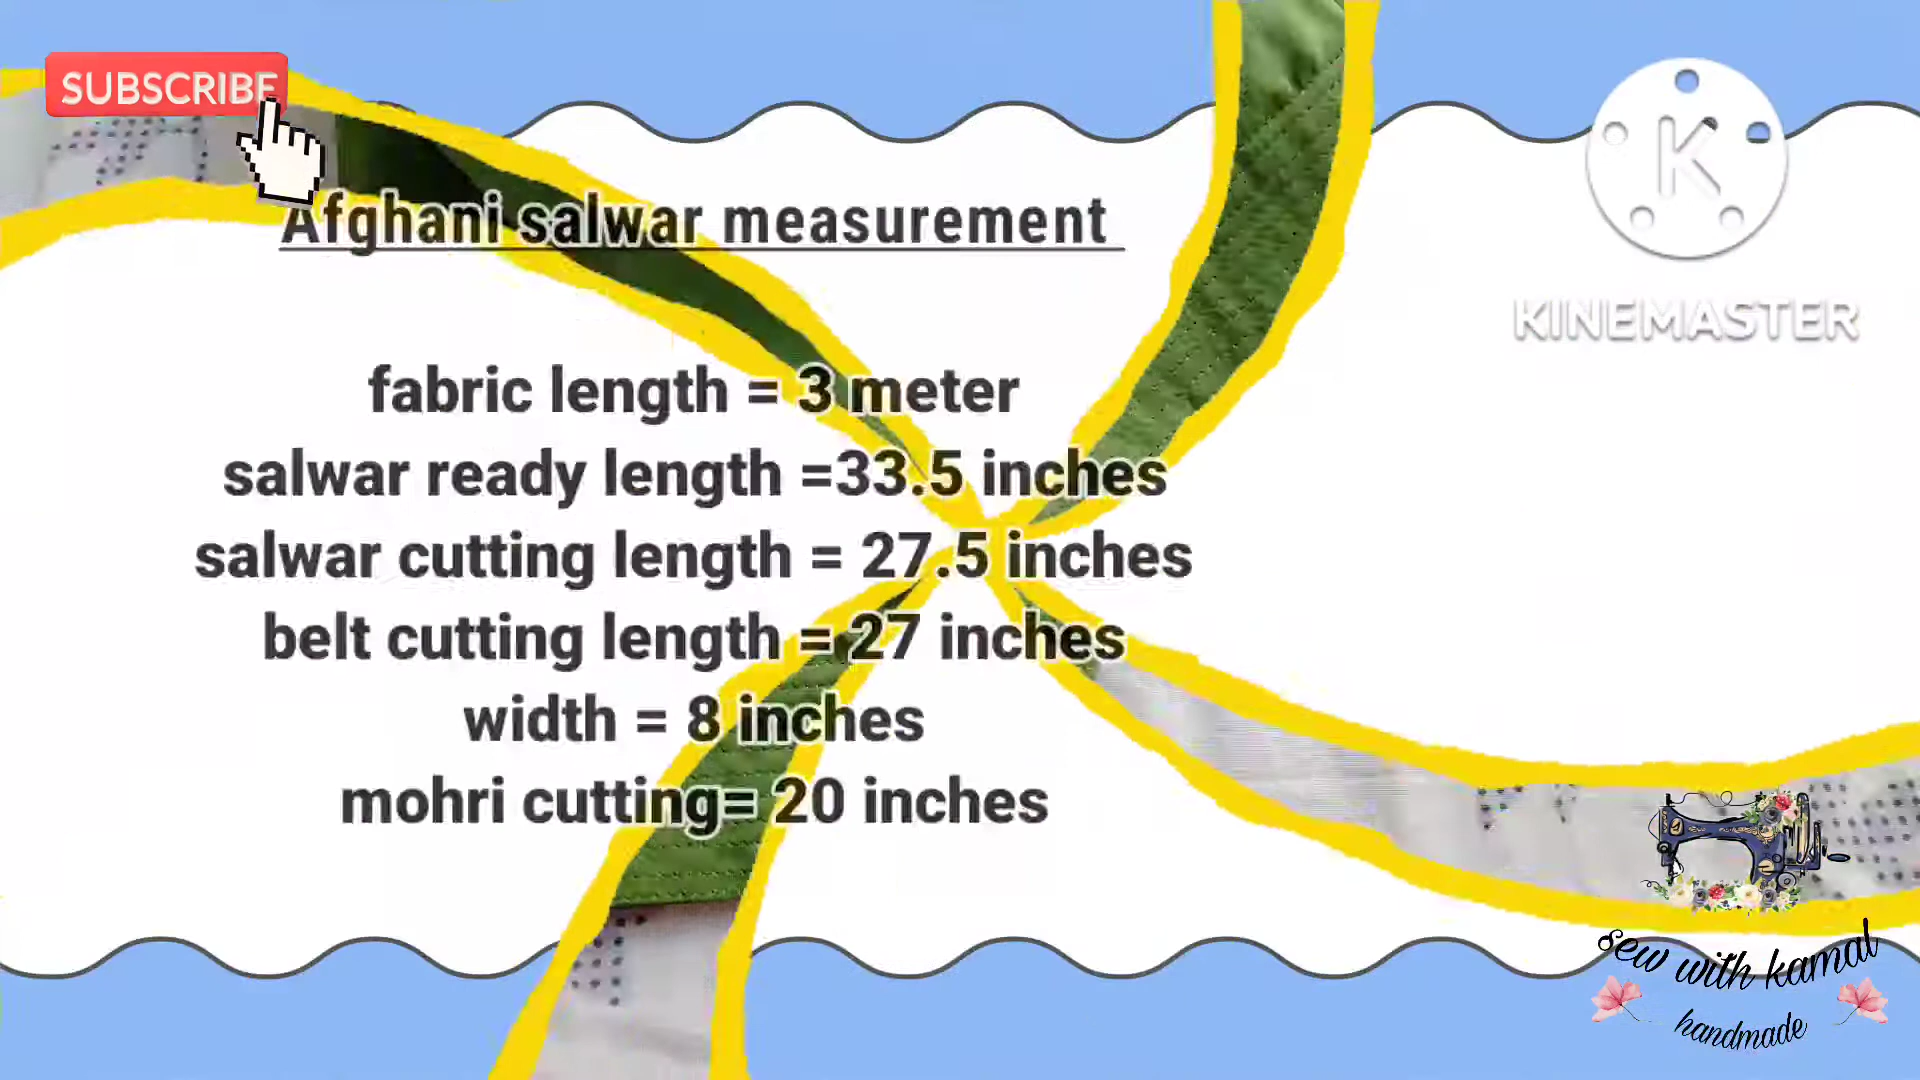 SUBSCRIBE
K
KINEMASTER
Afghani salwar measurement
fabric length = 3 meter
salwar ready length =33.5 inches
salwar cutting length = 27.5 inches
belt cutting length = 27 inches
width = 8 inches
mohri cutting= 20 inches
sew with kamal
handmade